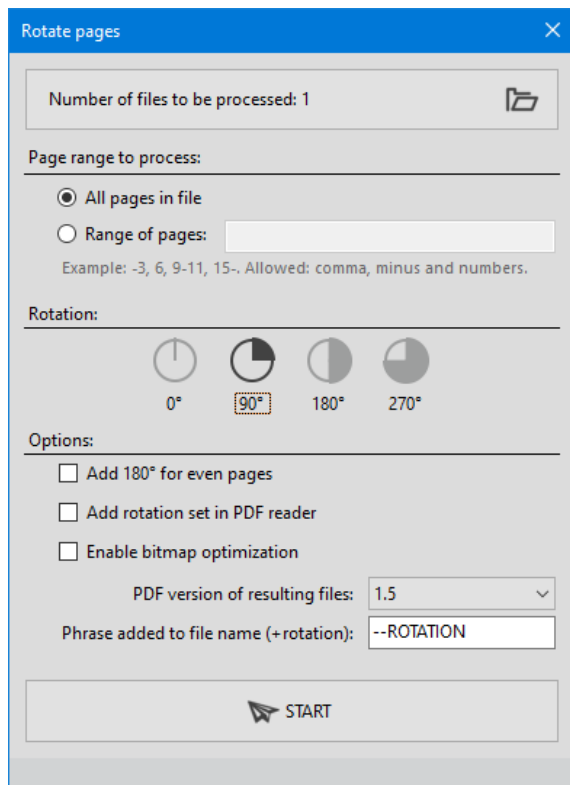 Rotate pages
Number of files to be processed: 1
Page range to process:
All pages in file
Range of pages:
Example: -3, 6, 9-11, 15-. Allowed: comma, minus and numbers.
Rotation:
0° 90° 180° 270°
Options:
Add 180° for even pages
Add rotation set in PDF reader
Enable bitmap optimization
PDF version of resulting files: 1.5
Phrase added to file name (+rotation): --ROTATION
START